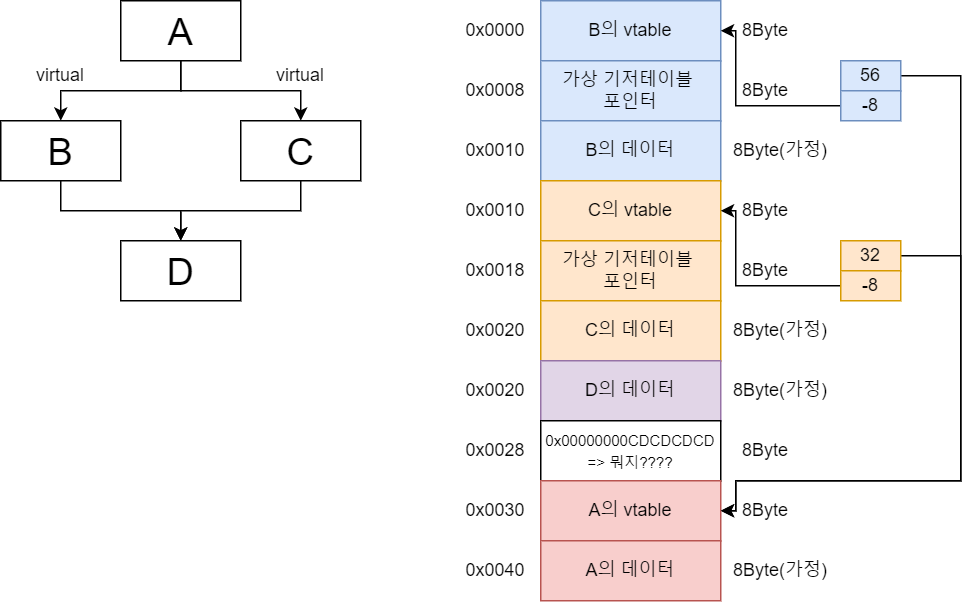 A
virtual
virtual
B
C
D
0x0000
B의 vtable
8Byte
0x0008
가상 기저테이블
포인터
8Byte
56
-8
0x0010
B의 데이터
8Byte(가정)
0x0010
C의 vtable
8Byte
0x0018
가상 기저테이블
포인터
8Byte
32
-8
0x0020
C의 데이터
8Byte(가정)
0x0020
D의 데이터
8Byte(가정)
0x0028
0x00000000CDCDCDCD
=> 뭐지????
8Byte
0x0030
A의 vtable
8Byte
0x0040
A의 데이터
8Byte(가정)